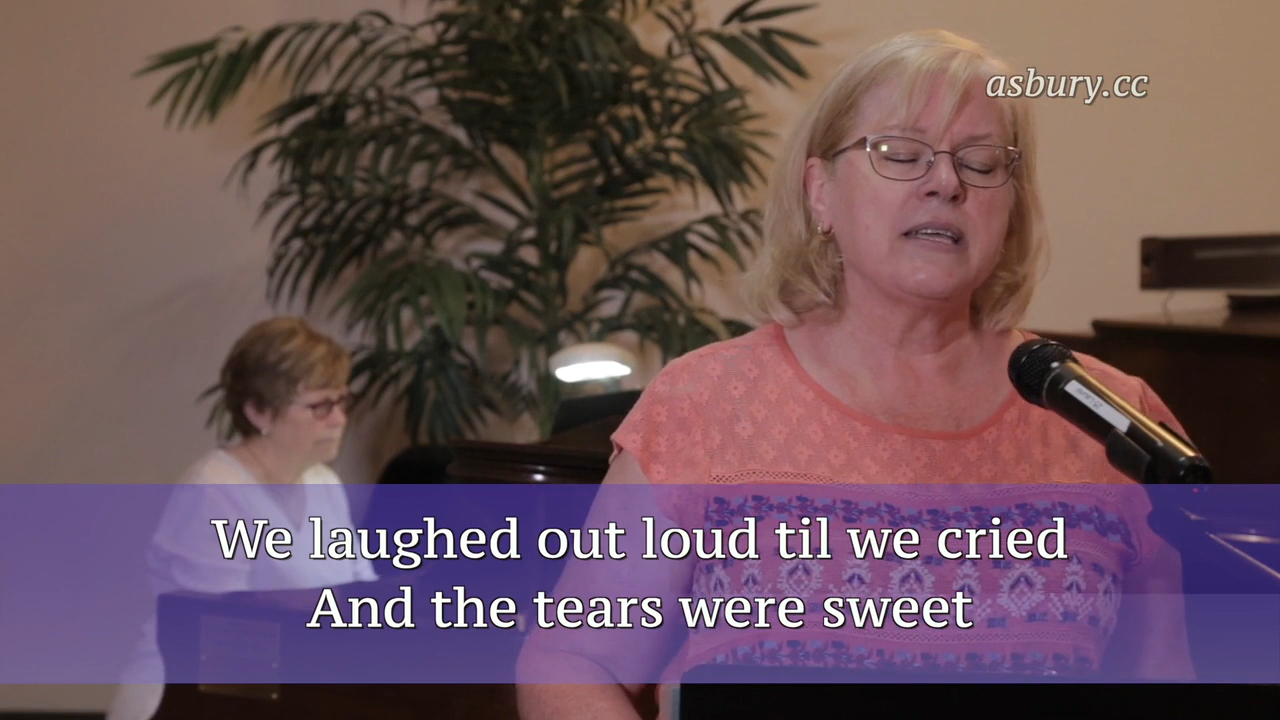 asbury.cc
We laughed out loud til we cried
And the tears were sweet